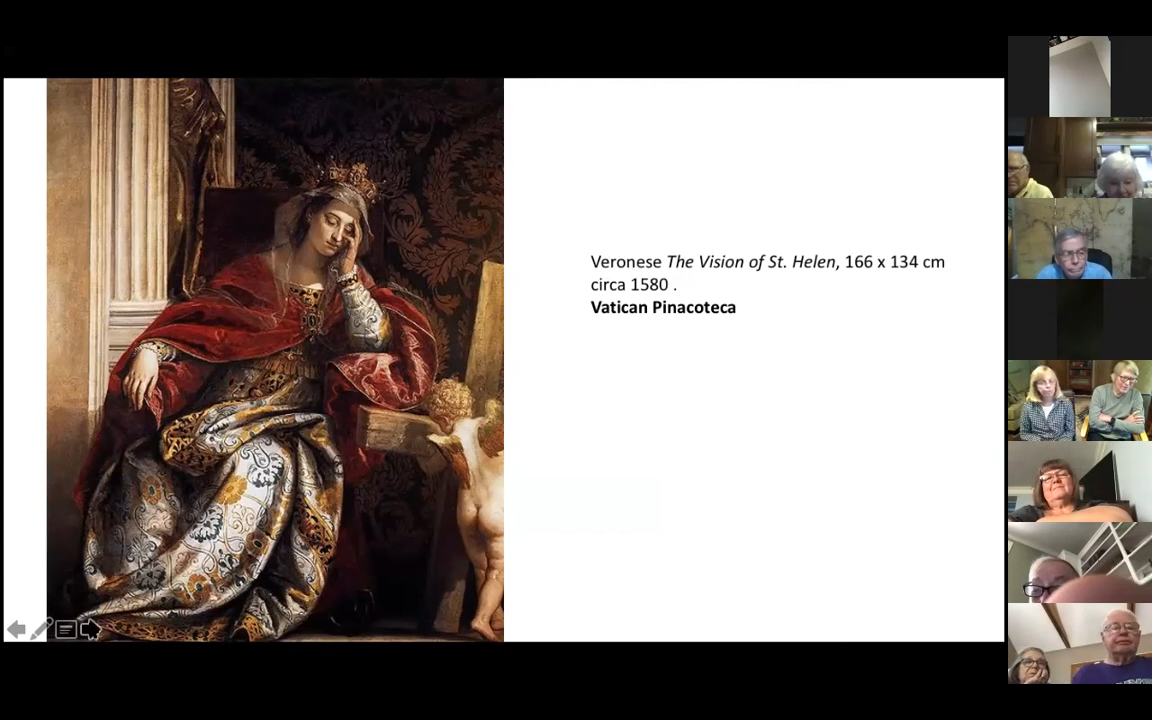 Veronese The Vision of St. Helen, 166 x 134 cm
circa 1580 .
Vatican Pinacoteca